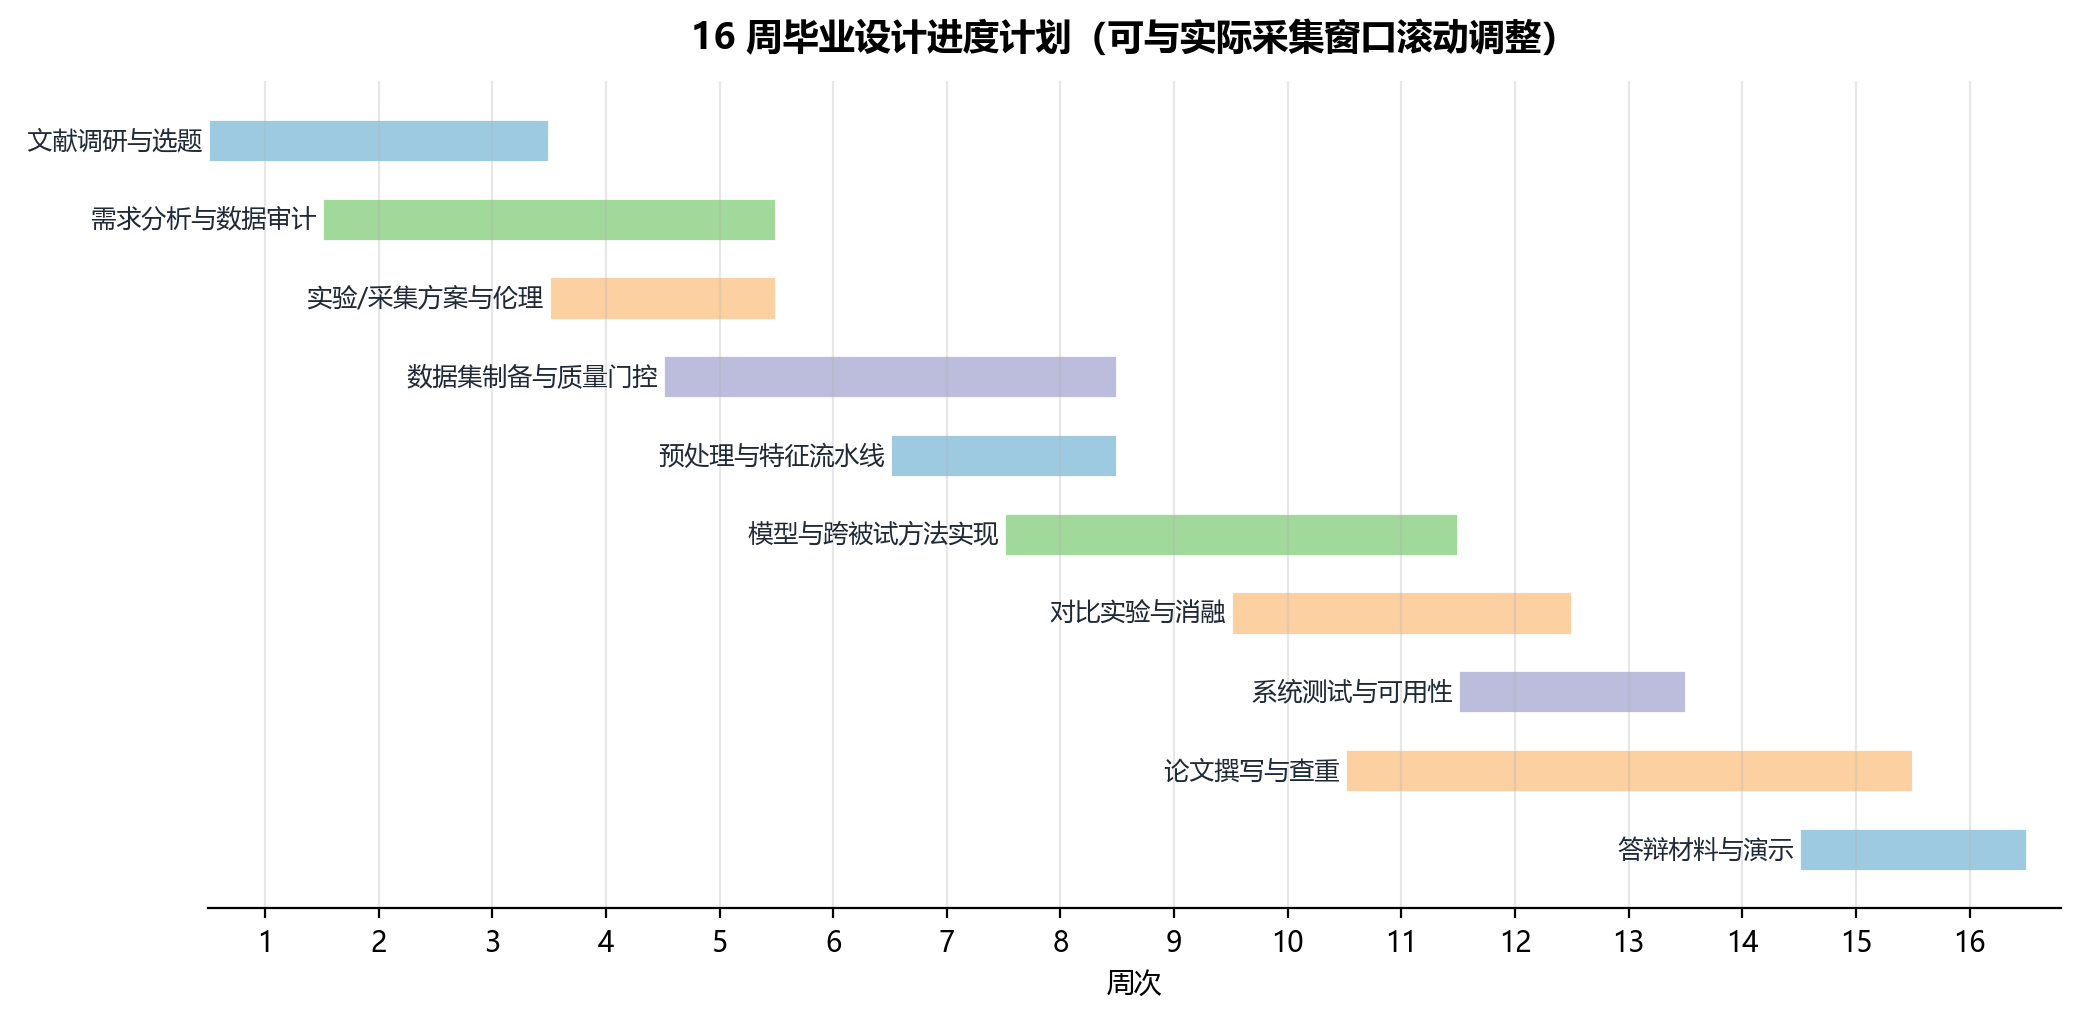 16 周毕业设计进度计划（可与实际采集窗口滚动调整）
文献调研与选题
需求分析与数据审计
实验/采集方案与伦理
数据集制备与质量门控
预处理与特征流水线
模型与跨被试方法实现
对比实验与消融
系统测试与可用性
论文撰写与查重
答辩材料与演示
1 2 3 4 5 6 7 8 9 10 11 12 13 14 15 16
周次